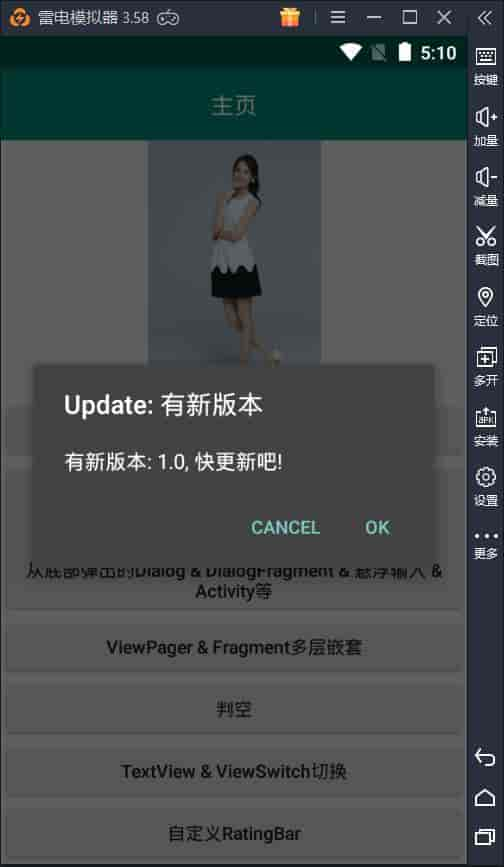 雷电模拟器 3.58
5:10
主页
Update: 有新版本
有新版本: 1.0, 快更新吧!
CANCEL OK
从底部弹出的Dialog & DialogFragment & 悬浮输入 &
Activity等
ViewPager & Fragment多层嵌套
判空
TextView & ViewSwitch切换
自定义RatingBar
按键
加量
减量
截图
定位
多开
APK
安装
设置
更多